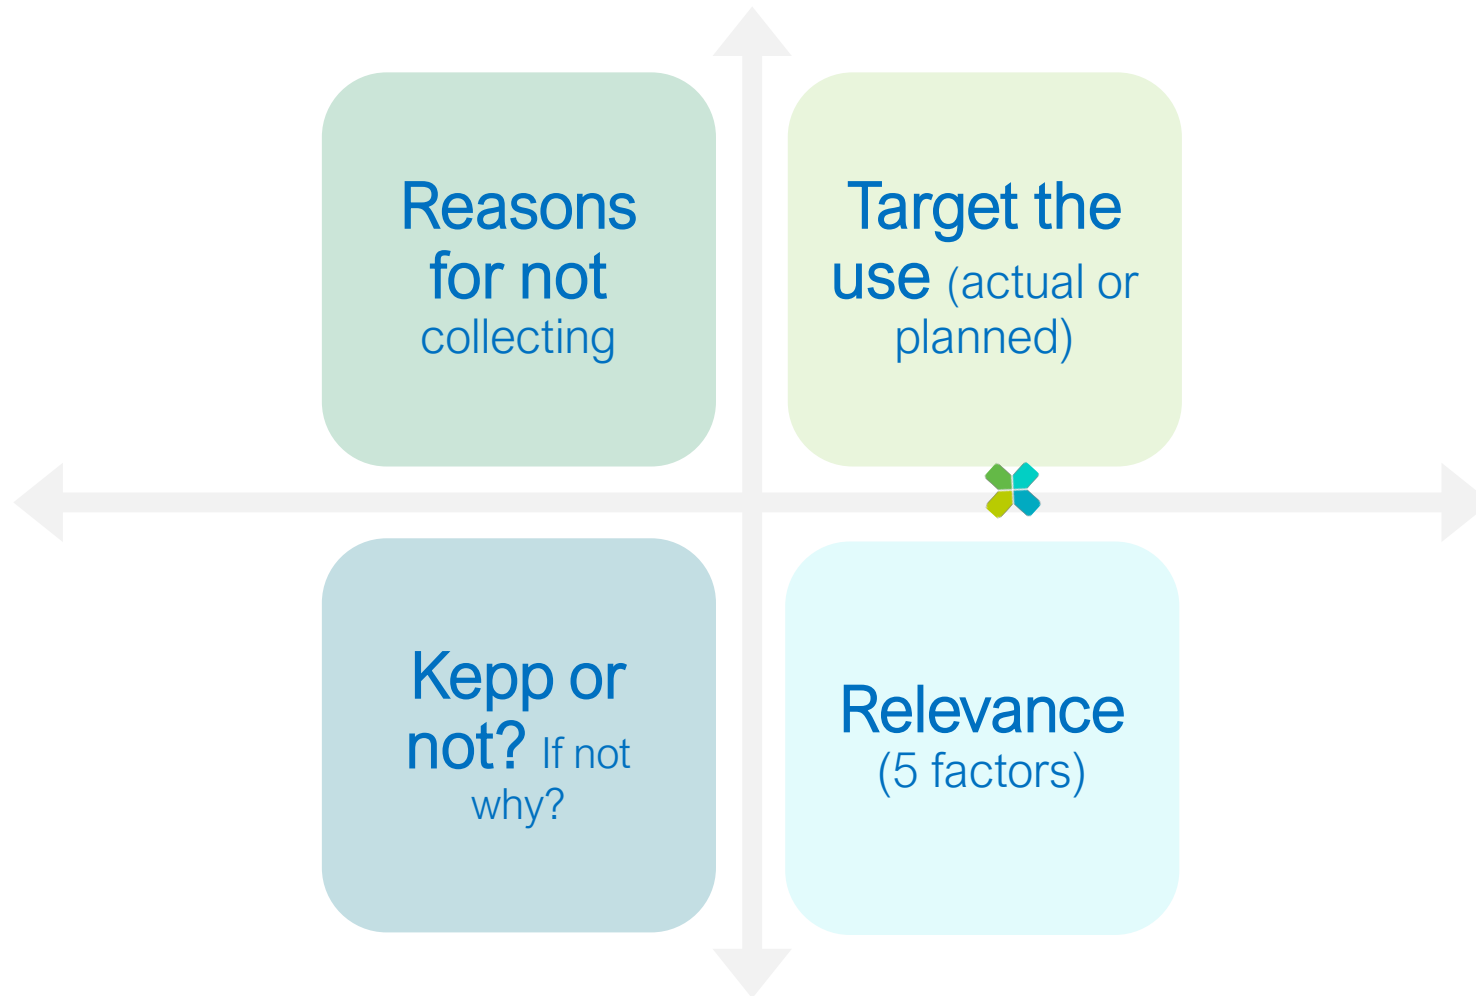 Reasons
for not
collecting
Target the
use (actual or
planned)
Kepp or
not? If not
why?
Relevance
(5 factors)